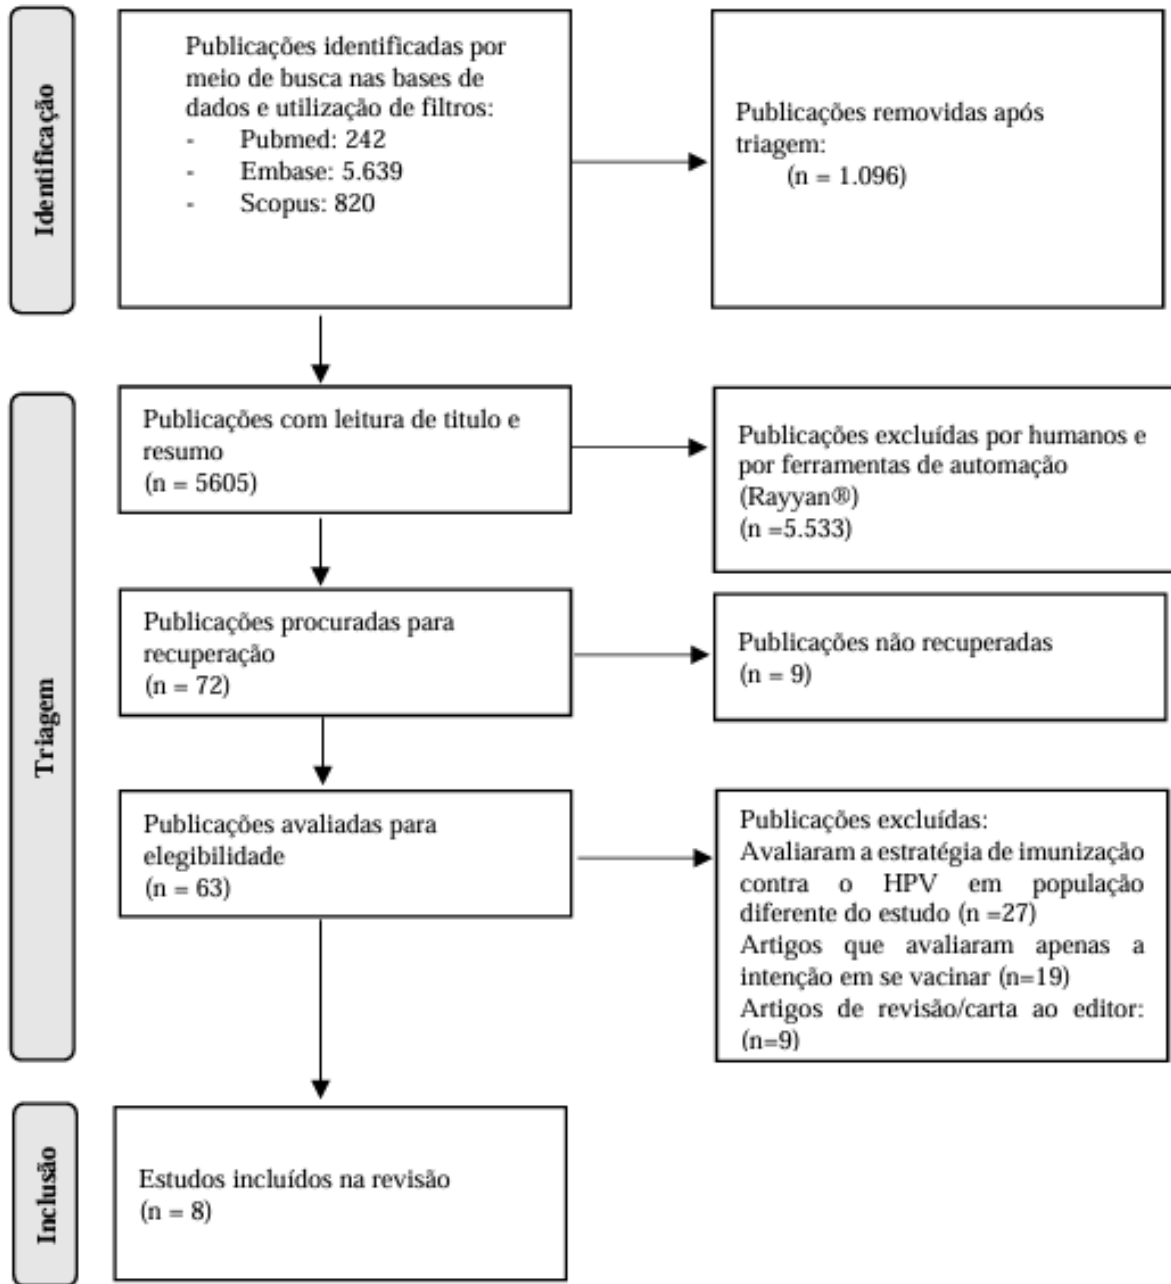 Identificação
Publicações identificadas por
meio de busca nas bases de
dados e utilização de filtros:
- Pubmed: 242
- Embase: 5.639
- Scopus: 820
Publicações removidas após
triagem:
(n = 1.096)
Triagem
Publicações com leitura de titulo e
resumo
(n = 5605)
Publicações excluídas por humanos e
por ferramentas de automação
(Rayyan®)
(n =5.533)
Publicações procuradas para
recuperação
(n = 72)
Publicações não recuperadas
(n = 9)
Publicações avaliadas para
elegibilidade
(n = 63)
Publicações excluídas:
Avaliaram a estratégia de imunização
contra o HPV em população
diferente do estudo (n =27)
Artigos que avaliaram apenas a
intenção em se vacinar (n=19)
Artigos de revisão/carta ao editor:
(n=9)
Inclusão
Estudos incluídos na revisão
(n = 8)